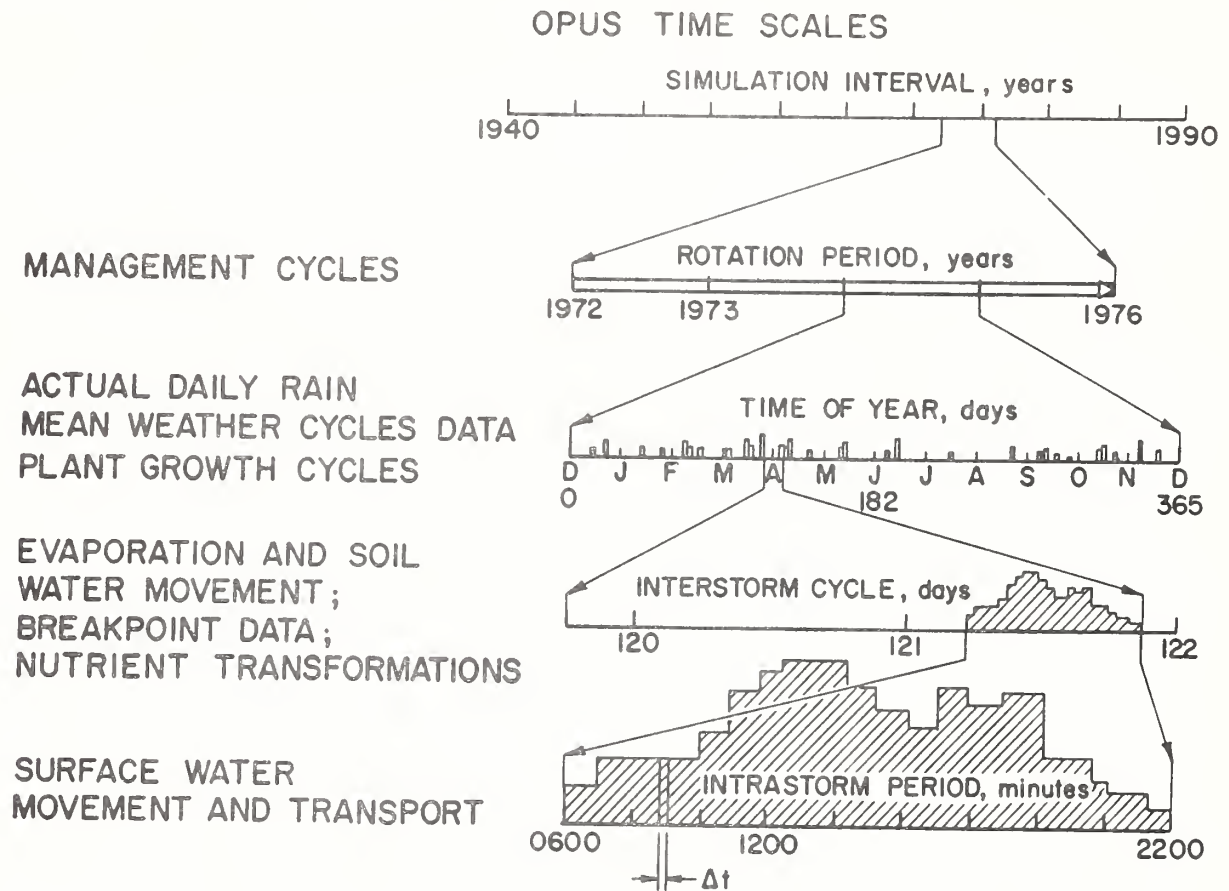 OPUS TIME SCALES
SIMULATION INTERVAL, years
1940 1990
MANAGEMENT CYCLES
ROTATION PERIOD, years
1972 1973 1976
ACTUAL DAILY RAIN
MEAN WEATHER CYCLES DATA
PLANT GROWTH CYCLES
TIME OF YEAR, days
D J F M A M J J A S O N D
0 182 365
EVAPORATION AND SOIL
WATER MOVEMENT;
BREAKPOINT DATA;
NUTRIENT TRANSFORMATIONS
INTERSTORM CYCLE, days
120 121 122
SURFACE WATER
MOVEMENT AND TRANSPORT
INTRASTORM PERIOD, minutes
0600 1200 2200
Δt